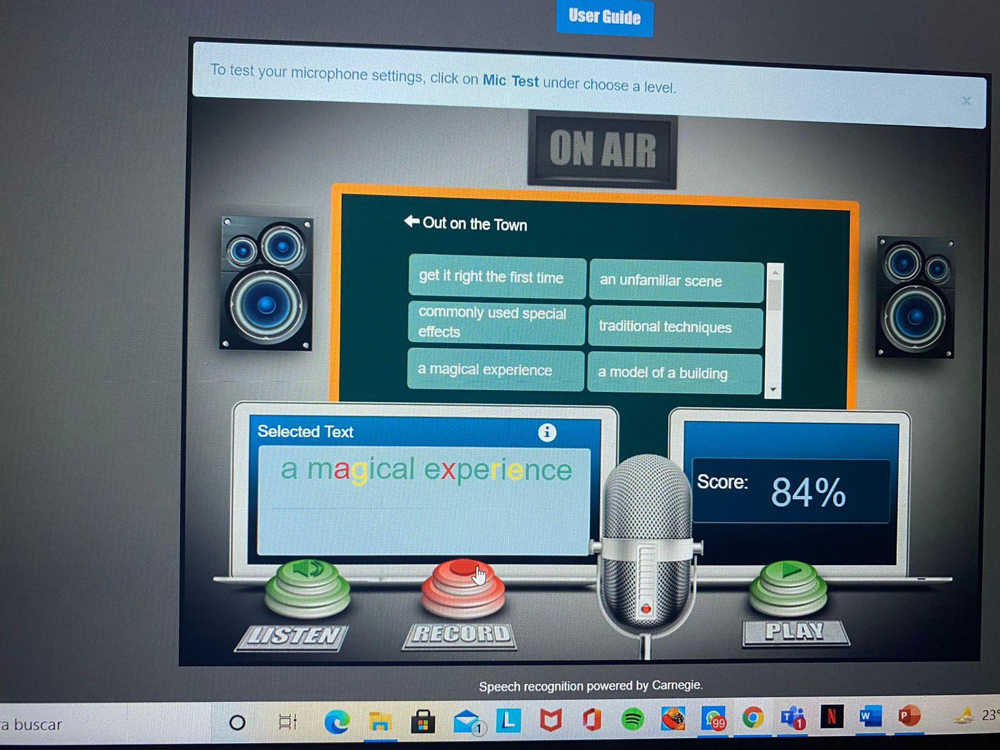 User Guide
To test your microphone settings, click on Mic Test under choose a level.
×
ON AIR
Out on the Town
get it right the first time
an unfamiliar scene
commonly used special
effects
traditional techniques
a magical experience
a model of a building
Selected Text
i
a magical experience
Score: 84%
LISTEN
RECORD
PLAY
Speech recognition powered by Carnegie.
a buscar
1
L
99
T
1
N
W
P
23°